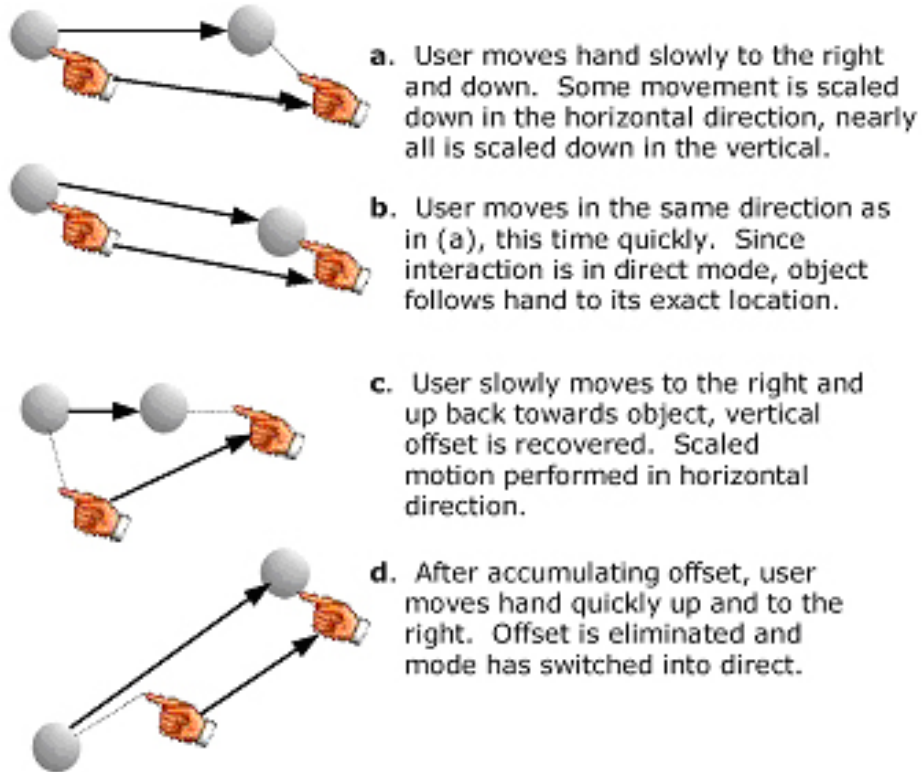 a. User moves hand slowly to the right
and down. Some movement is scaled
down in the horizontal direction, nearly
all is scaled down in the vertical.
b. User moves in the same direction as
in (a), this time quickly. Since
interaction is in direct mode, object
follows hand to its exact location.
c. User slowly moves to the right and
up back towards object, vertical
offset is recovered. Scaled
motion performed in horizontal
direction.
d. After accumulating offset, user
moves hand quickly up and to the
right. Offset is eliminated and
mode has switched into direct.